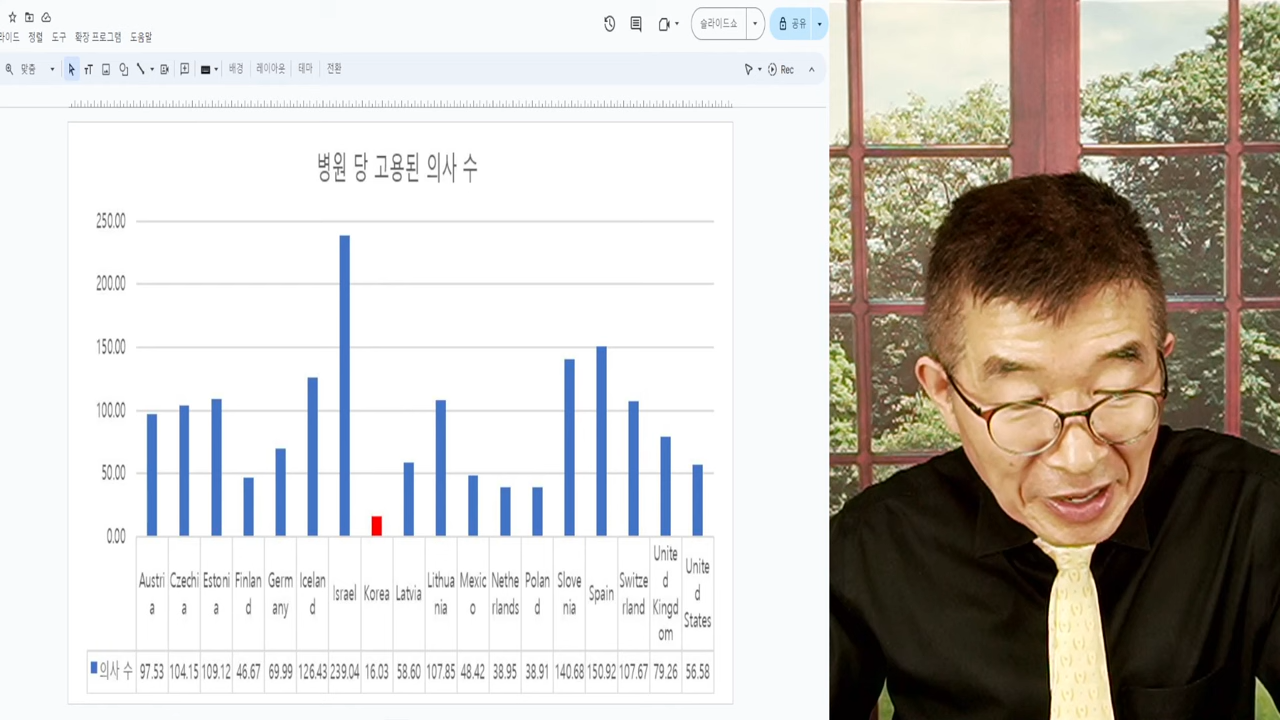 슬라이드쇼
공유
라이드 정렬 도구 확장 프로그램 도움말
맞춤 배경 레이아웃 테마 전환 Rec
병원 당 고용된 의사 수
250.00
200.00
150.00
100.00
50.00
0.00
Austria Czechia Estonia Finland Germany Iceland Israel Korea Latvia Lithuania Mexico Netherlands Poland Slovenia Spain Switzerland United Kingdom United States
의사 수 97.53 104.15 109.12 46.67 69.99 126.43 239.04 16.03 58.60 107.85 48.42 38.95 38.91 140.68 150.92 107.67 79.26 56.58